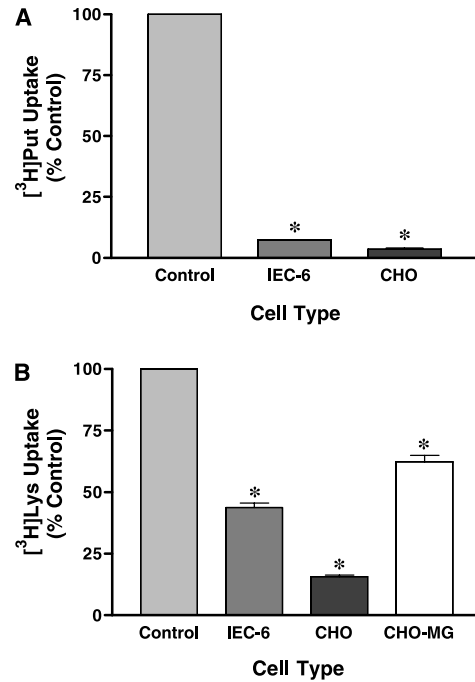 A
[³H]Put Uptake
(% Control)
100
75
50
25
0
*
*
Control IEC-6 CHO
Cell Type
B
[³H]Lys Uptake
(% Control)
100
75
50
25
0
*
*
*
Control IEC-6 CHO CHO-MG
Cell Type